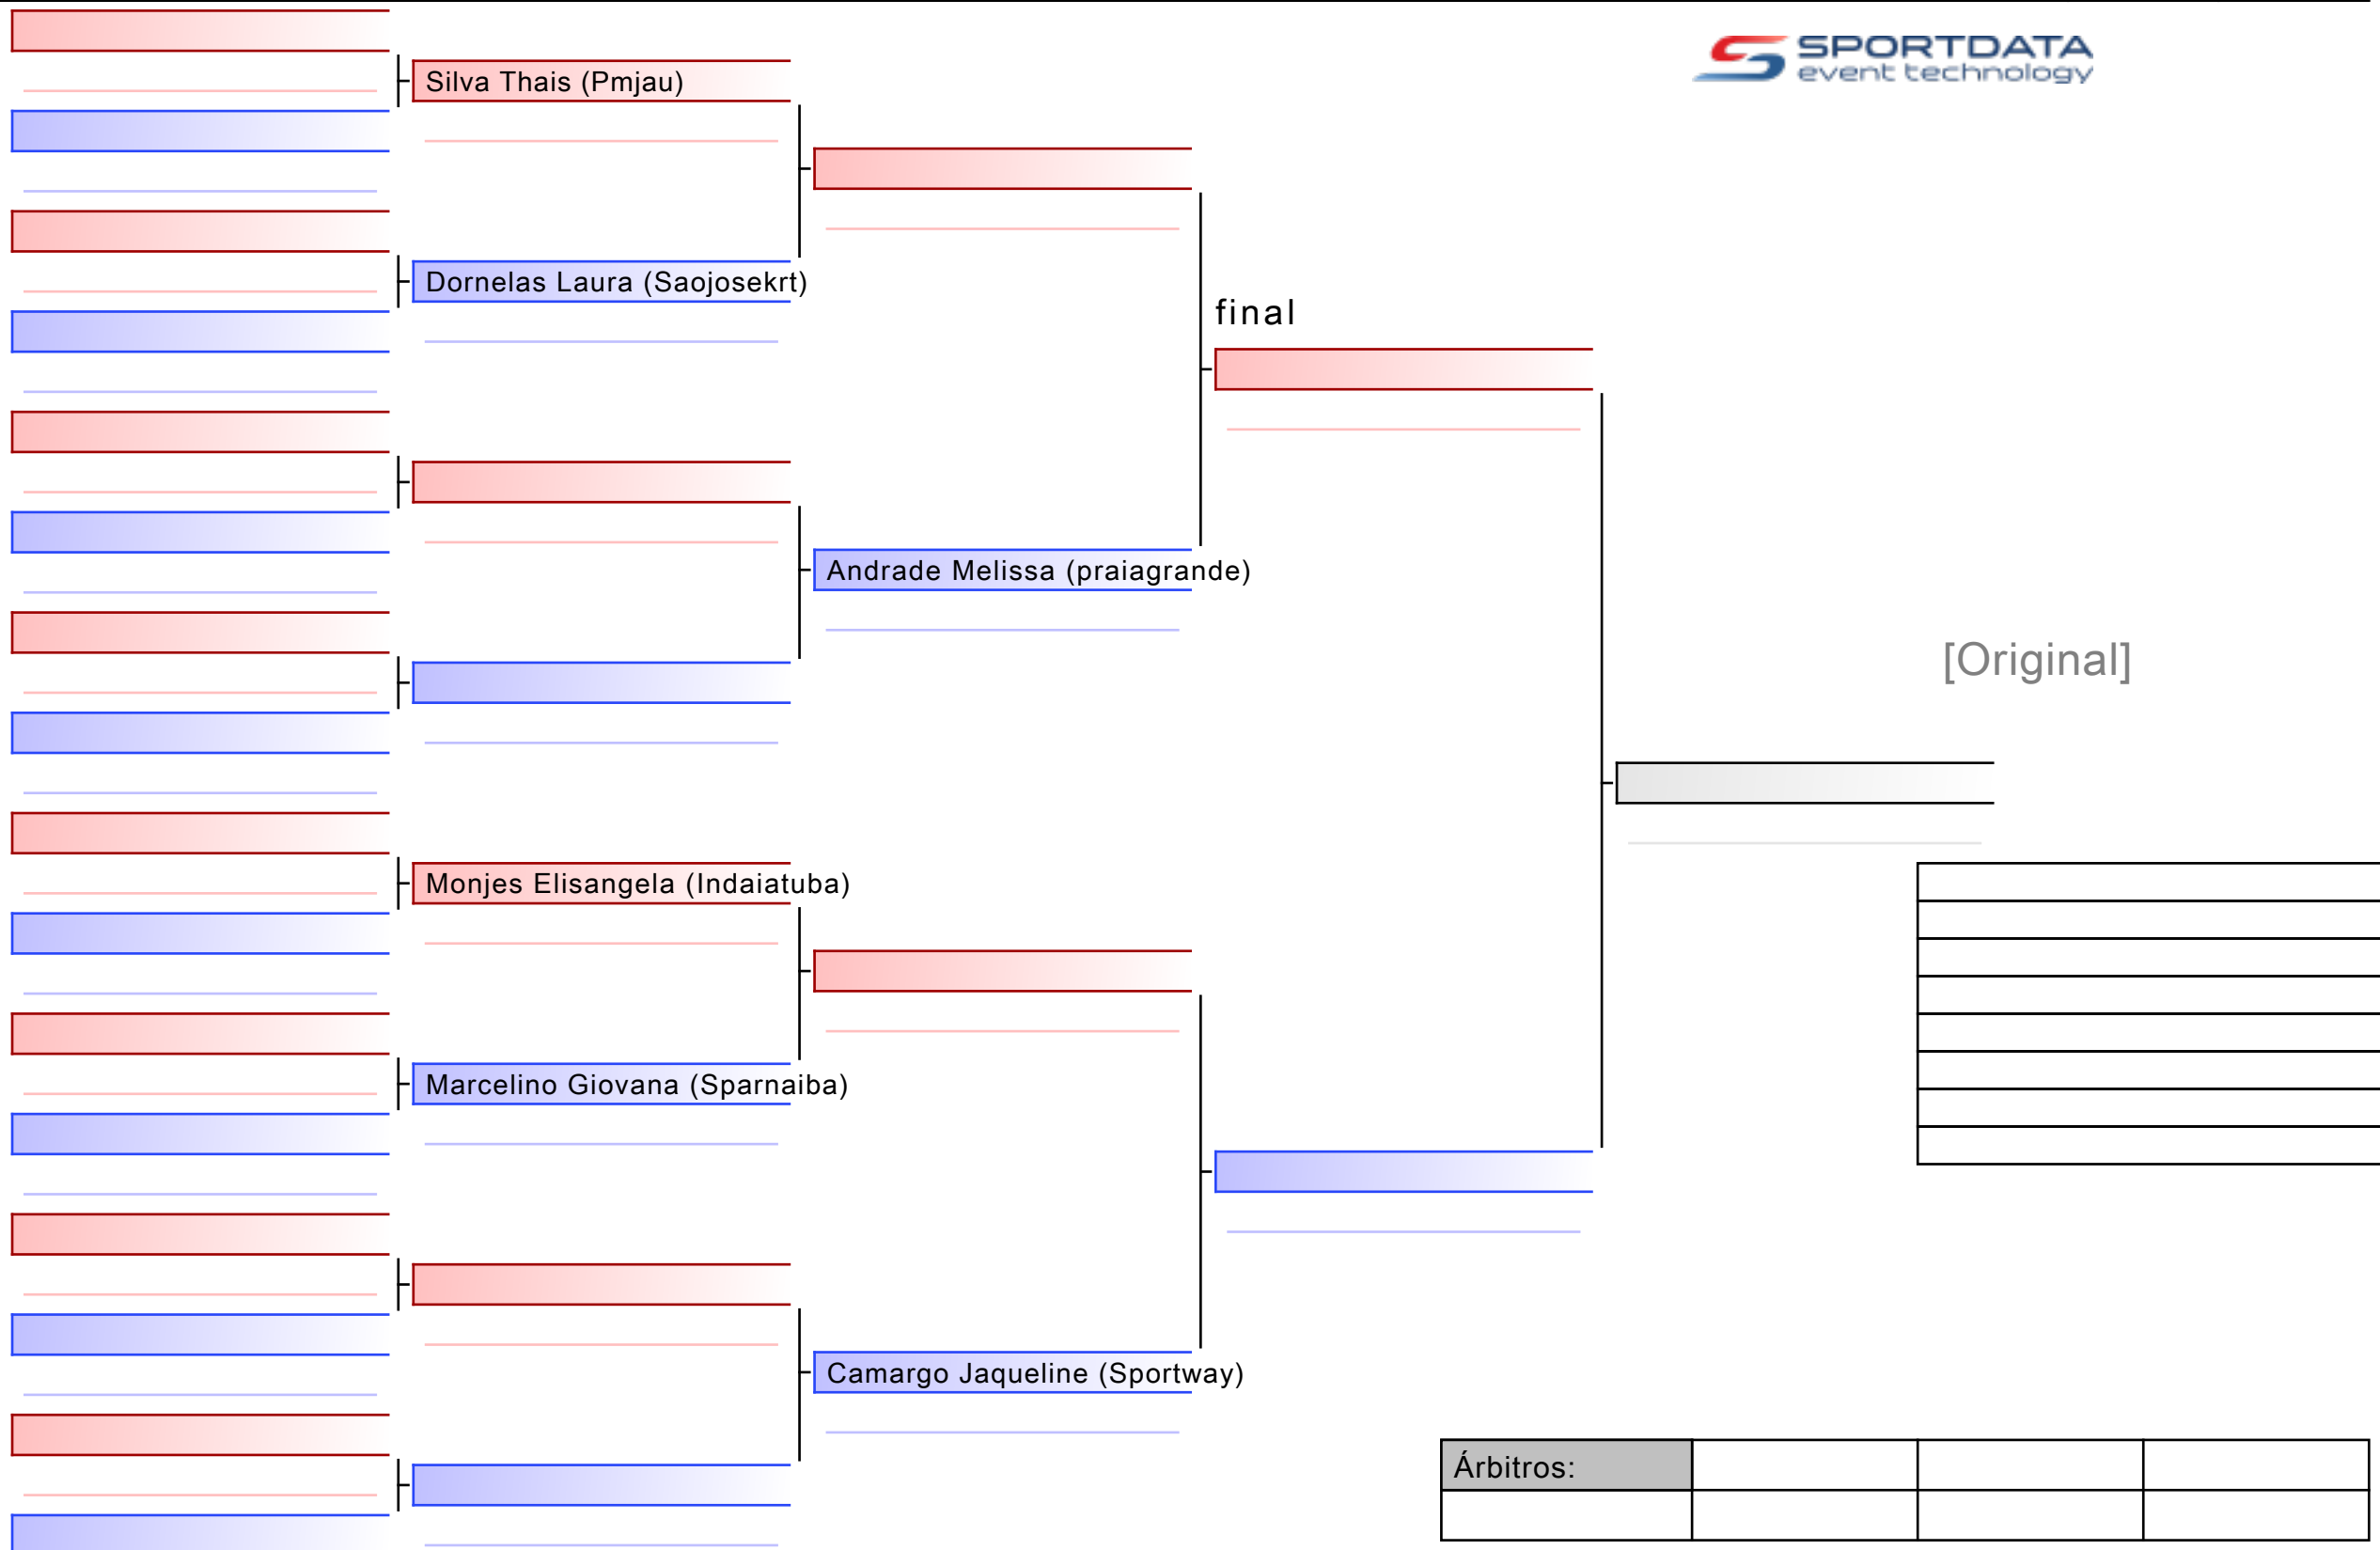 SPORTDATA
event technology
Silva Thais (Pmjau)
Dornelas Laura (Saojosekrt)
final
Andrade Melissa (praiagrande)
[Original]
Monjes Elisangela (Indaiatuba)
Marcelino Giovana (Sparnaiba)
Camargo Jaqueline (Sportway)
Árbitros: